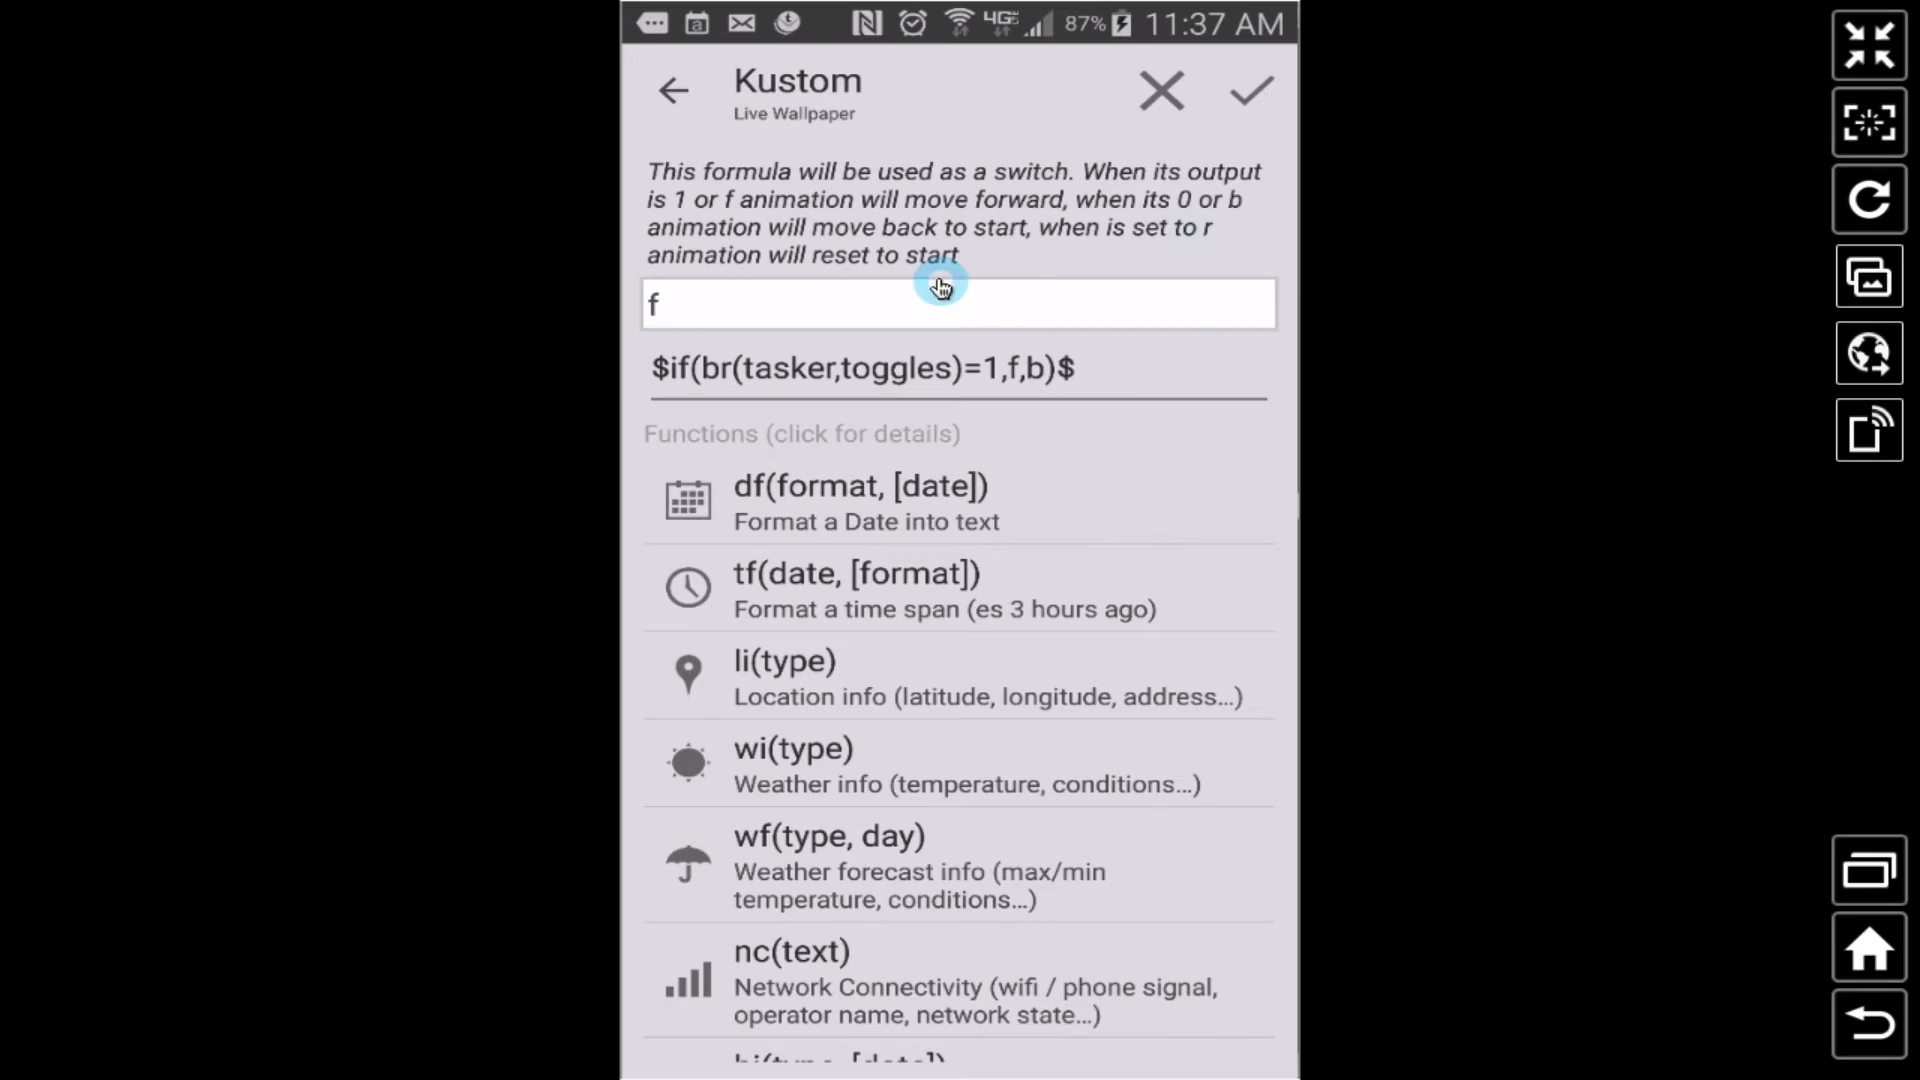 4G 87% 11:37 AM
Kustom
Live Wallpaper
This formula will be used as a switch. When its output
is 1 or f animation will move forward, when its 0 or b
animation will move back to start, when is set to r
animation will reset to start
f
$if(br(tasker,toggles)=1,f,b)$
Functions (click for details)
df(format, [date])
Format a Date into text
tf(date, [format])
Format a time span (es 3 hours ago)
li(type)
Location info (latitude, longitude, address...)
wi(type)
Weather info (temperature, conditions...)
wf(type, day)
Weather forecast info (max/min
temperature, conditions...)
nc(text)
Network Connectivity (wifi / phone signal,
operator name, network state...)